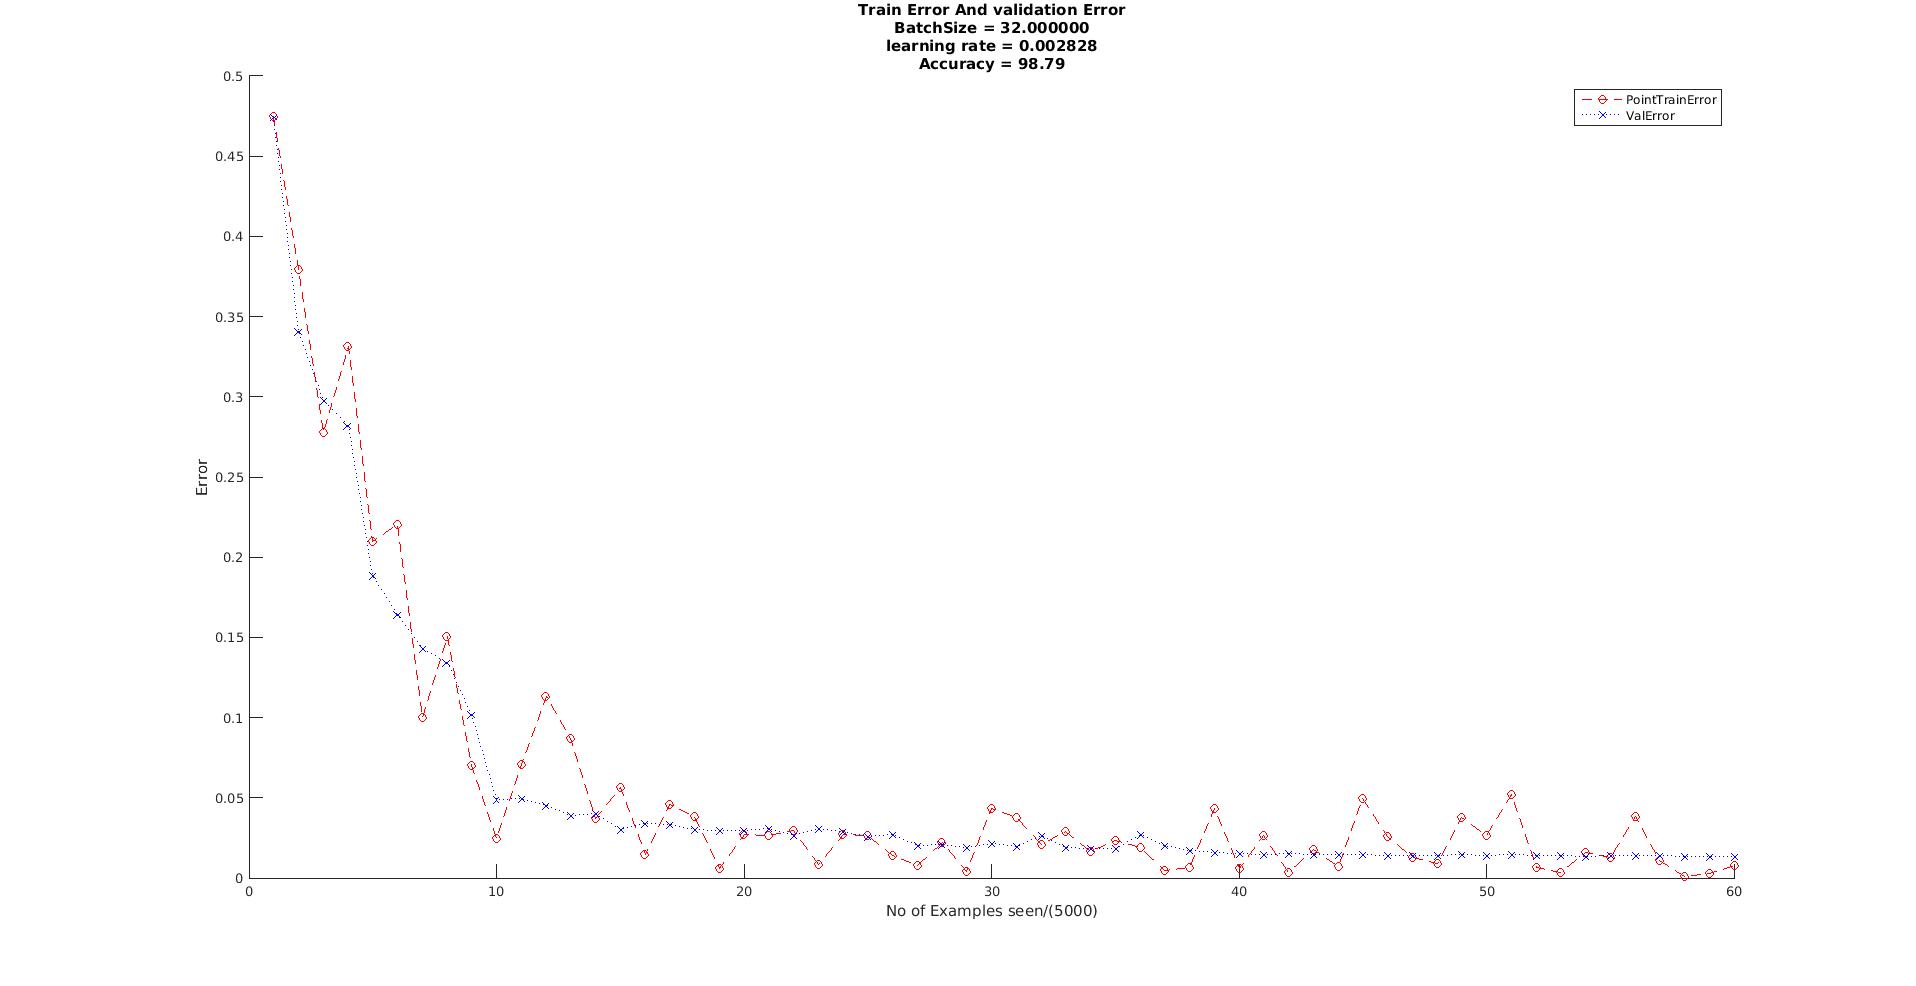 Train Error And validation Error
BatchSize = 32.000000
learning rate = 0.002828
Accuracy = 98.79
0.5
0.45
0.4
0.35
0.3
0.25
0.2
0.15
0.1
0.05
0
Error
PointTrainError
ValError
0 10 20 30 40 50 60
No of Examples seen/(5000)